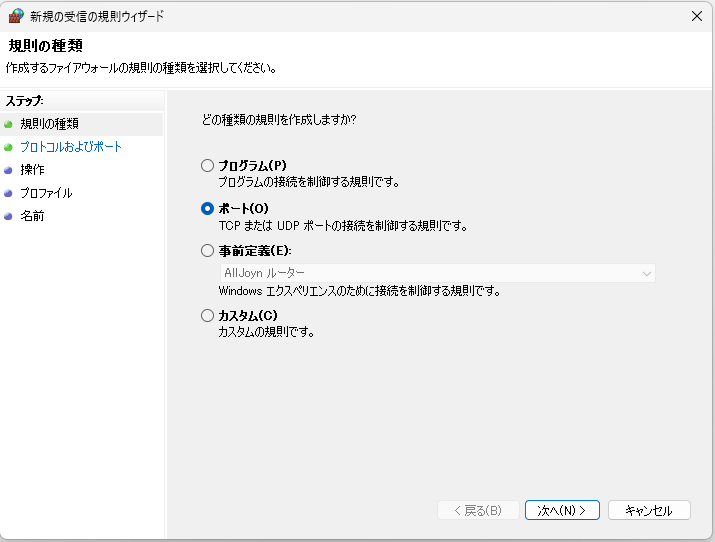 新規の受信の規則ウィザード
規則の種類
作成するファイアウォールの規則の種類を選択してください。
ステップ:
規則の種類
プロトコルおよびポート
操作
プロファイル
名前
どの種類の規則を作成しますか?
プログラム(P)
プログラムの接続を制御する規則です。
ポート(O)
TCP または UDP ポートの接続を制御する規則です。
事前定義(E):
AllJoyn ルーター
Windows エクスペリエンスのために接続を制御する規則です。
カスタム(C)
カスタムの規則です。
< 戻る(B) 次へ(N) > キャンセル